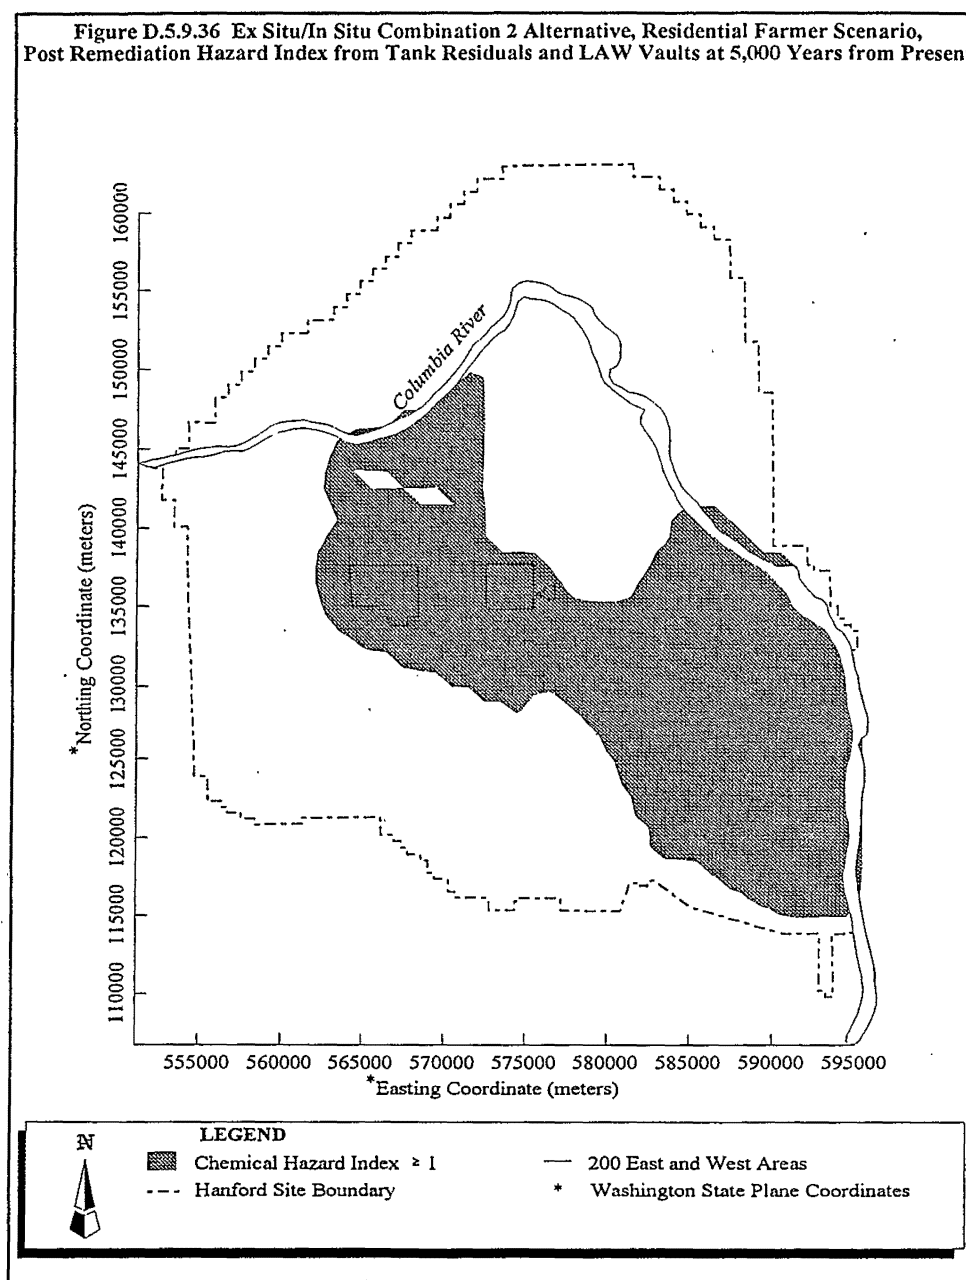 Figure D.5.9.36 Ex Situ/In Situ Combination 2 Alternative, Residential Farmer Scenario,
Post Remediation Hazard Index from Tank Residuals and LAW Vaults at 5,000 Years from Presen
160000
155000
150000
145000
140000
135000
130000
125000
120000
115000
110000
*Northing Coordinate (meters)
Columbia River
555000 560000 565000 570000 575000 580000 585000 590000 595000
*Easting Coordinate (meters)
N
LEGEND
Chemical Hazard Index ≥ 1
Hanford Site Boundary
200 East and West Areas
* Washington State Plane Coordinates